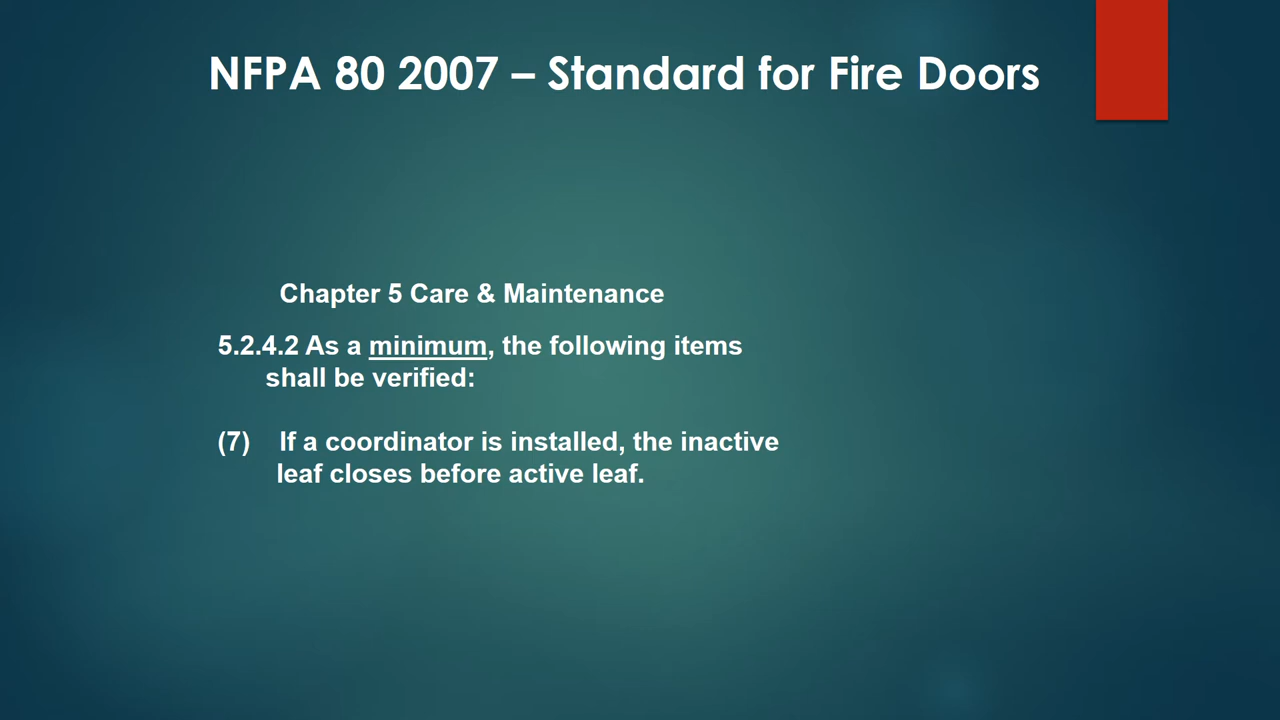 NFPA 80 2007 – Standard for Fire Doors
Chapter 5 Care & Maintenance
5.2.4.2 As a minimum, the following items
shall be verified:
(7) If a coordinator is installed, the inactive
leaf closes before active leaf.